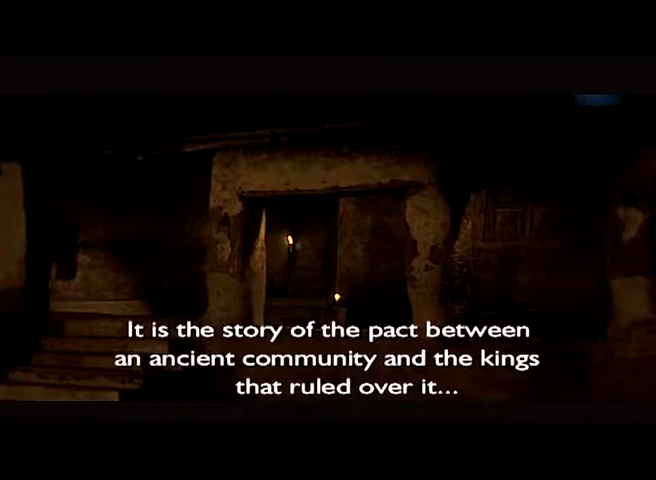 It is the story of the pact between
an ancient community and the kings
that ruled over it...